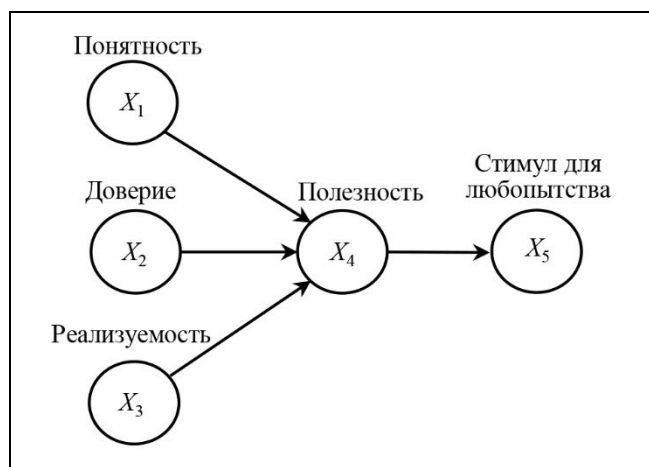 Понятность
X1
Доверие
X2
Реализуемость
X3
Полезность
X4
Стимул для
любопытства
X5